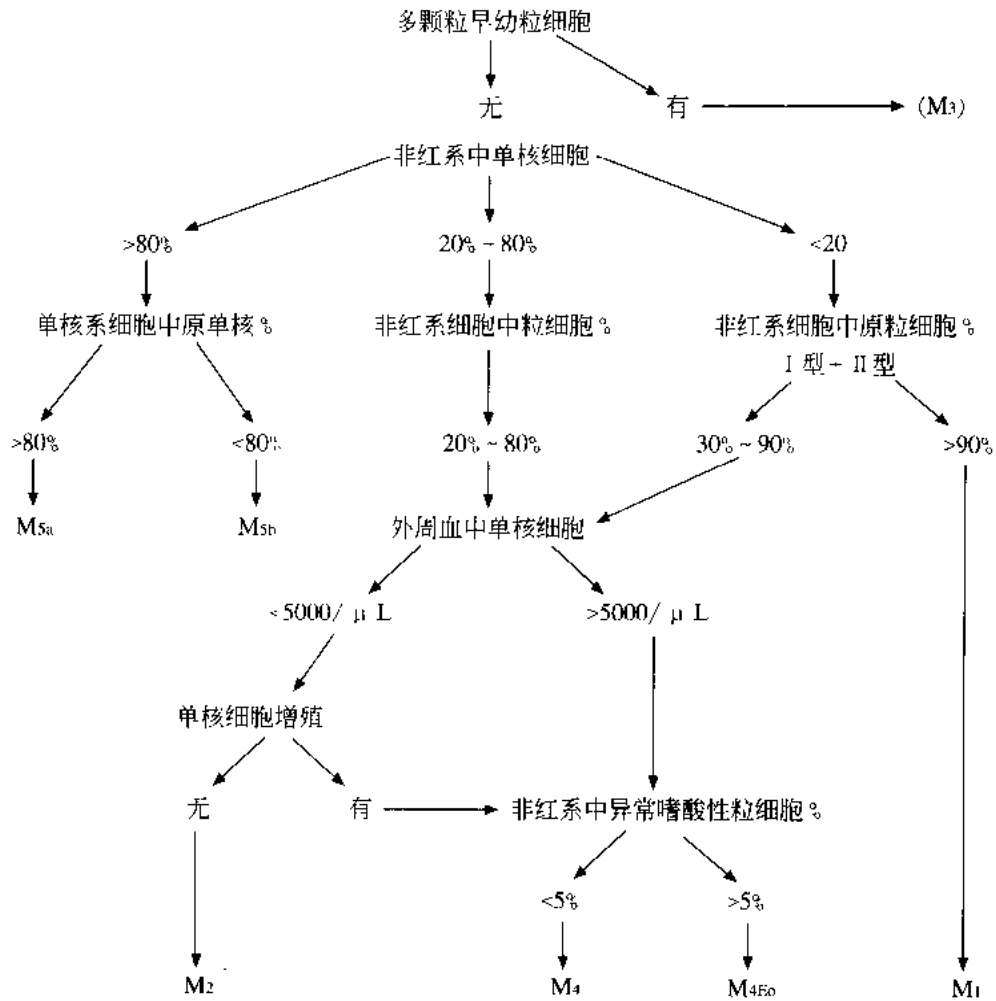 多颗粒早幼粒细胞
无 有 (M3)
非红系中单核细胞
>80% 20%~80% <20
单核系细胞中原单核% 非红系细胞中粒细胞% 非红系细胞中原粒细胞%
I 型+ II 型
>80% <80% 20%~80% 30%~90% >90%
M5a M5b 外周血中单核细胞
<5000/ μ L >5000/ μ L
单核细胞增殖
无 有 非红系中异常嗜酸性粒细胞%
<5% >5%
M2 M4 M4Eo M1